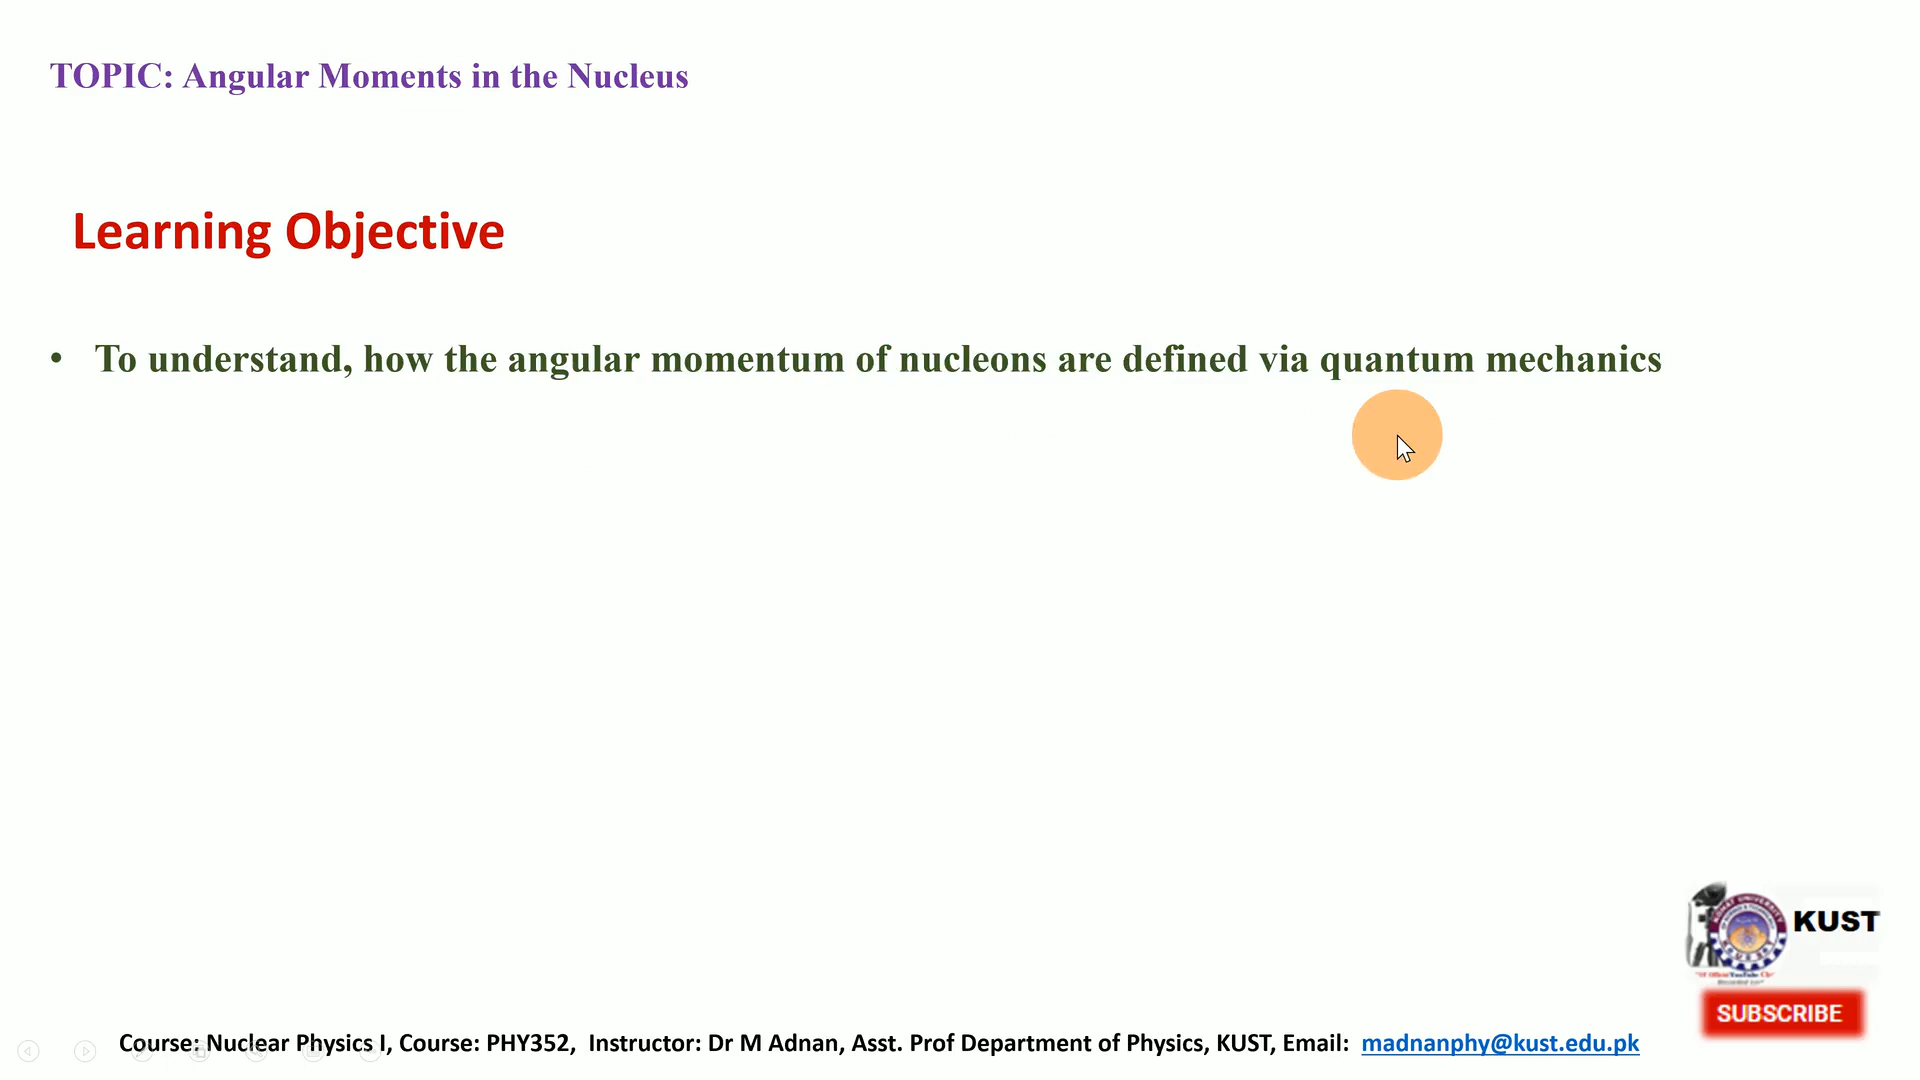 TOPIC: Angular Moments in the Nucleus
Learning Objective
• To understand, how the angular momentum of nucleons are defined via quantum mechanics
KUST
SUBSCRIBE
Course: Nuclear Physics I, Course: PHY352, Instructor: Dr M Adnan, Asst. Prof Department of Physics, KUST, Email: madnanphy@kust.edu.pk